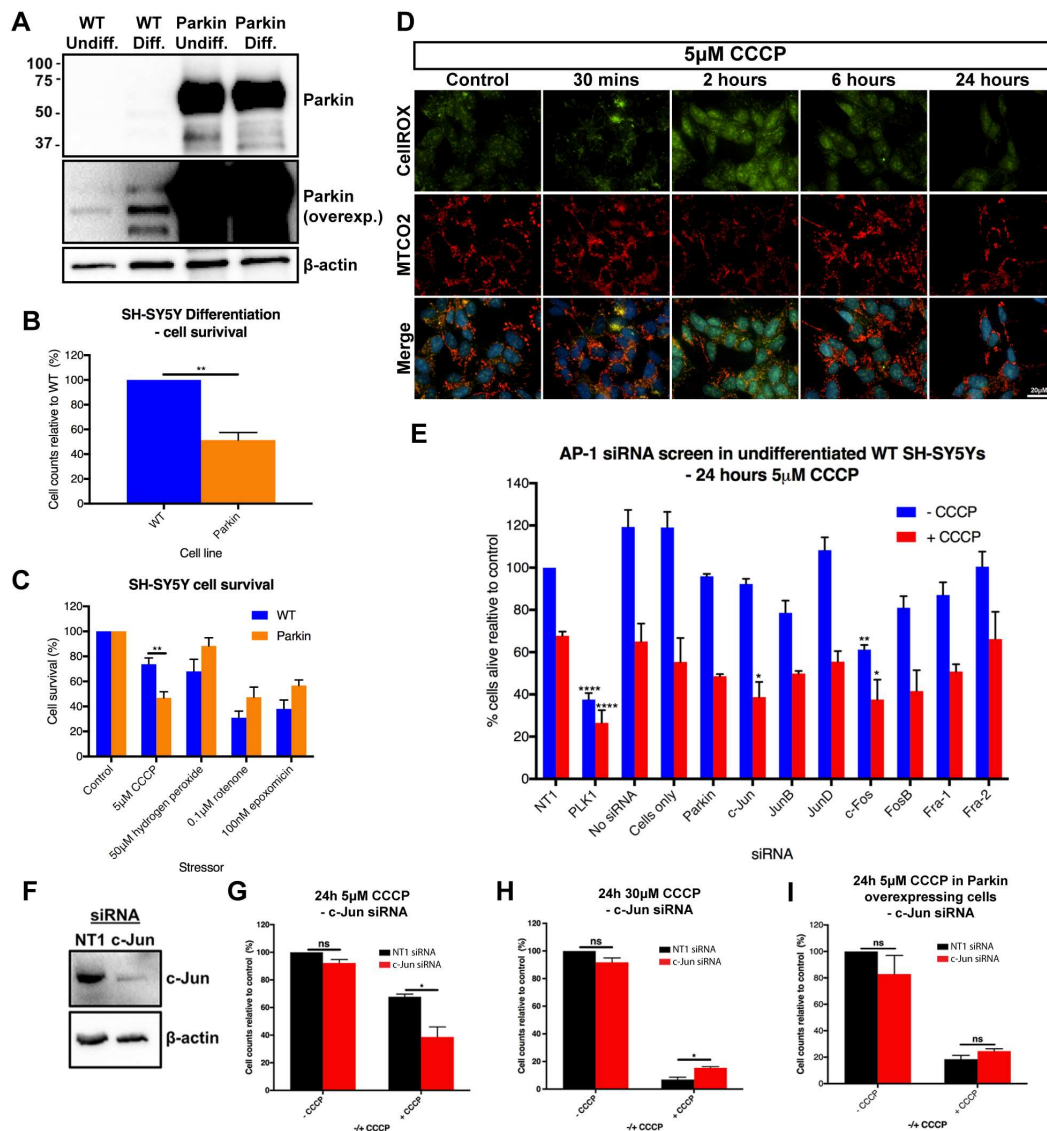 A
WT WT Parkin Parkin
Undiff. Diff. Undiff. Diff.
100
75
50
37
Parkin
Parkin
(overexp.)
β-actin
B
SH-SY5Y Differentiation
- cell surivival
Cell counts relative to WT (%)
100
80
60
40
20
0
**
WT
Parkin
Cell line
C
SH-SY5Y cell survival
Cell survival (%)
100
80
60
40
20
0
**
WT
Parkin
Control
5µM CCCP
50µM hydrogen peroxide
0.1µM rotenone
100nM epoxomicin
Stressor
D
5µM CCCP
Control 30 mins 2 hours 6 hours 24 hours
CellROX
MTCO2
Merge
20µM
E
AP-1 siRNA screen in undifferentiated WT SH-SY5Ys
- 24 hours 5µM CCCP
% cells alive realtive to control
140
120
100
80
60
40
20
0
- CCCP
+ CCCP
****
****
*
**
*
NT1
PLK1
No siRNA
Cells only
Parkin
c-Jun
JunB
JunD
c-Fos
FosB
Fra-1
Fra-2
siRNA
F
siRNA
NT1 c-Jun
c-Jun
β-actin
G
24h 5µM CCCP
- c-Jun siRNA
Cell counts relative to control (%)
100
80
60
40
20
0
ns
NT1 siRNA
c-Jun siRNA
*
- CCCP
+ CCCP
-/+ CCCP
H
24h 30µM CCCP
- c-Jun siRNA
Cell counts relative to control (%)
100
80
60
40
20
0
ns
NT1 siRNA
c-Jun siRNA
*
- CCCP
+ CCCP
-/+ CCCP
I
24h 5µM CCCP in Parkin
overexpressing cells
- c-Jun siRNA
Cell counts relative to control (%)
100
80
60
40
20
0
ns
NT1 siRNA
c-Jun siRNA
ns
- CCCP
+ CCCP
-/+ CCCP